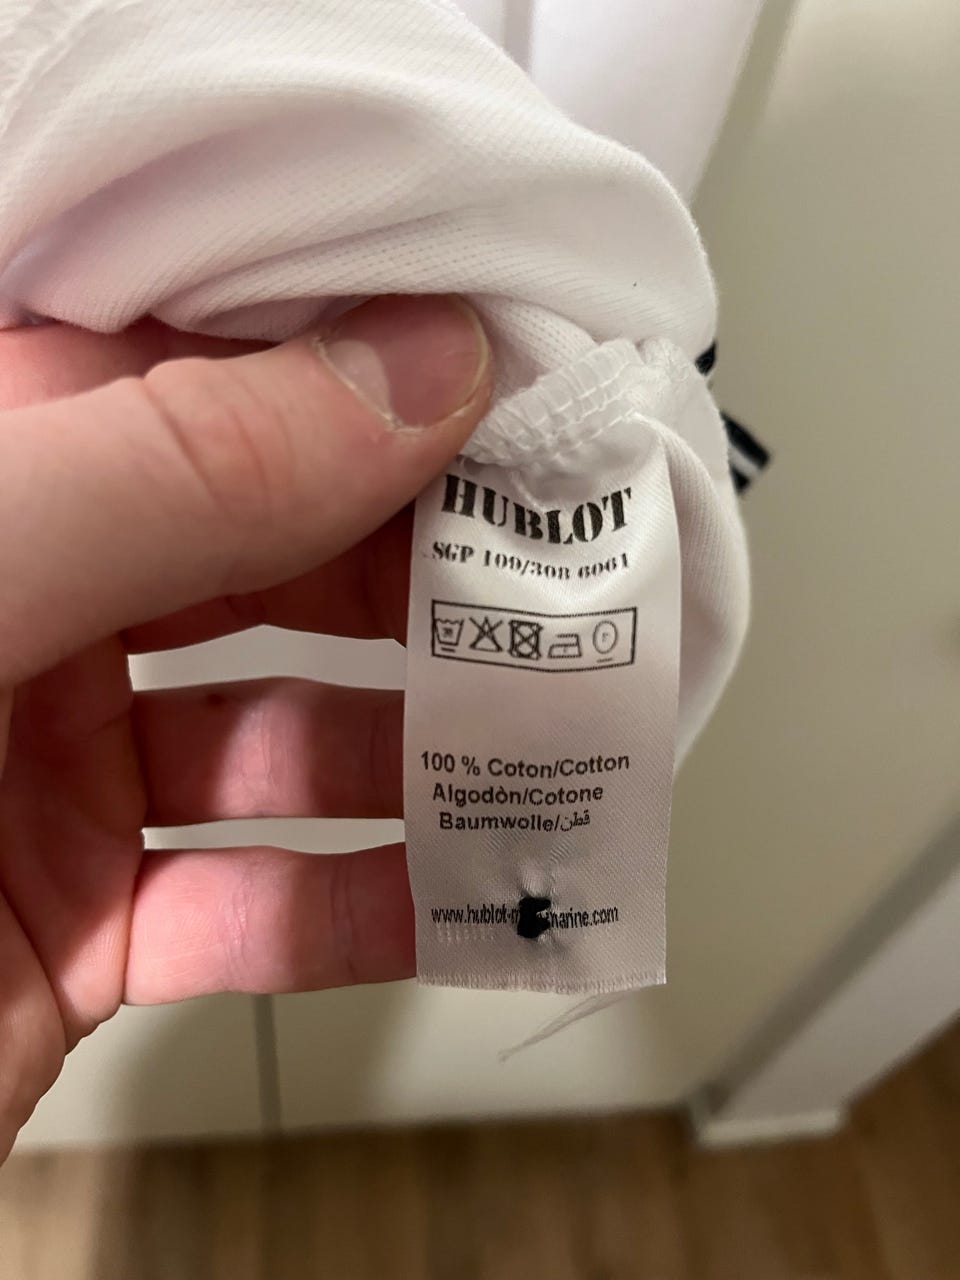 HUBLOT
SGP 109/308 6061
100 % Coton/Cotton
Algodòn/Cotone
Baumwolle/قطن